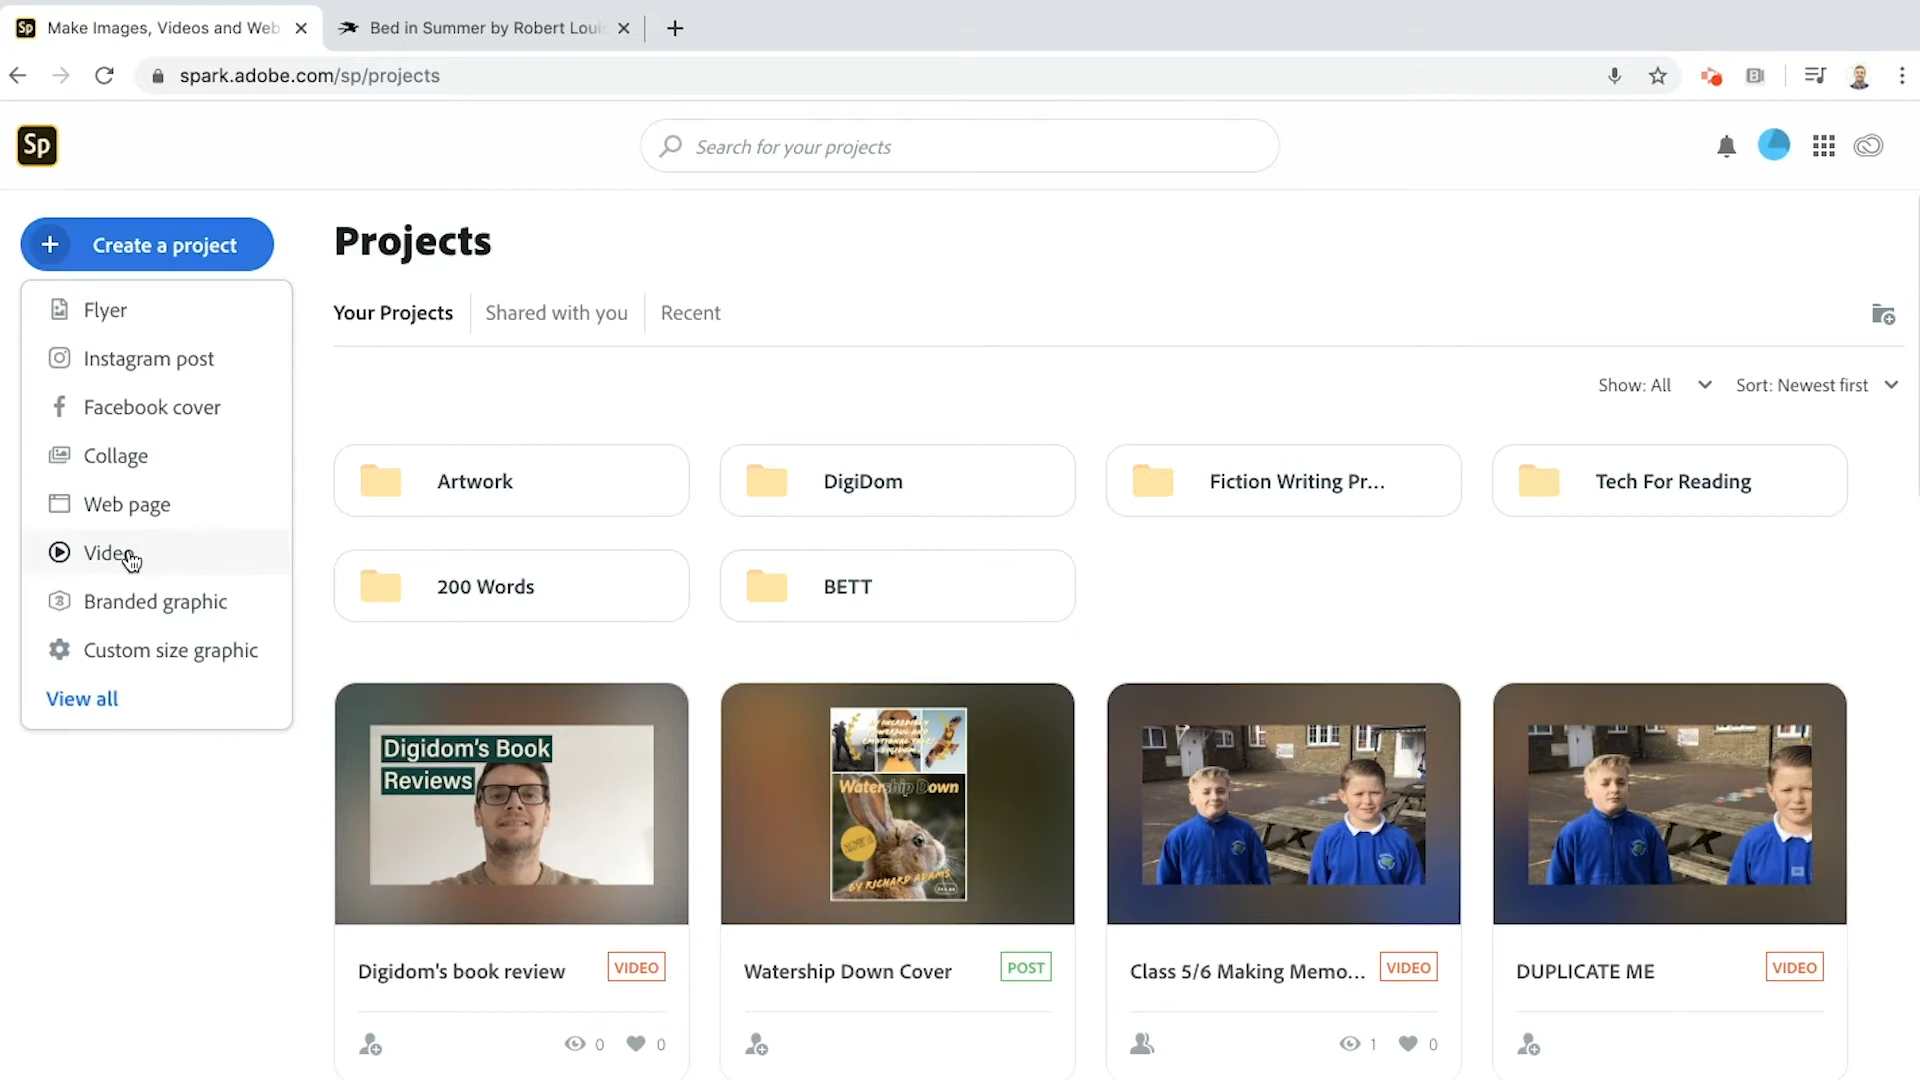 Sp Make Images, Videos and Web
Bed in Summer by Robert Loui
spark.adobe.com/sp/projects
Sp
Search for your projects
+ Create a project
Projects
Flyer
Your Projects
Shared with you
Recent
Instagram post
Show: All
Sort: Newest first
Facebook cover
Collage
Artwork
DigiDom
Fiction Writing Pr...
Tech For Reading
Web page
Video
200 Words
BETT
Branded graphic
Custom size graphic
View all
Digidom's Book
Reviews
Watership Down
BY RICHARD ADAMS
Digidom's book review
VIDEO
Watership Down Cover
POST
Class 5/6 Making Memo...
VIDEO
DUPLICATE ME
VIDEO
0 0
1 0